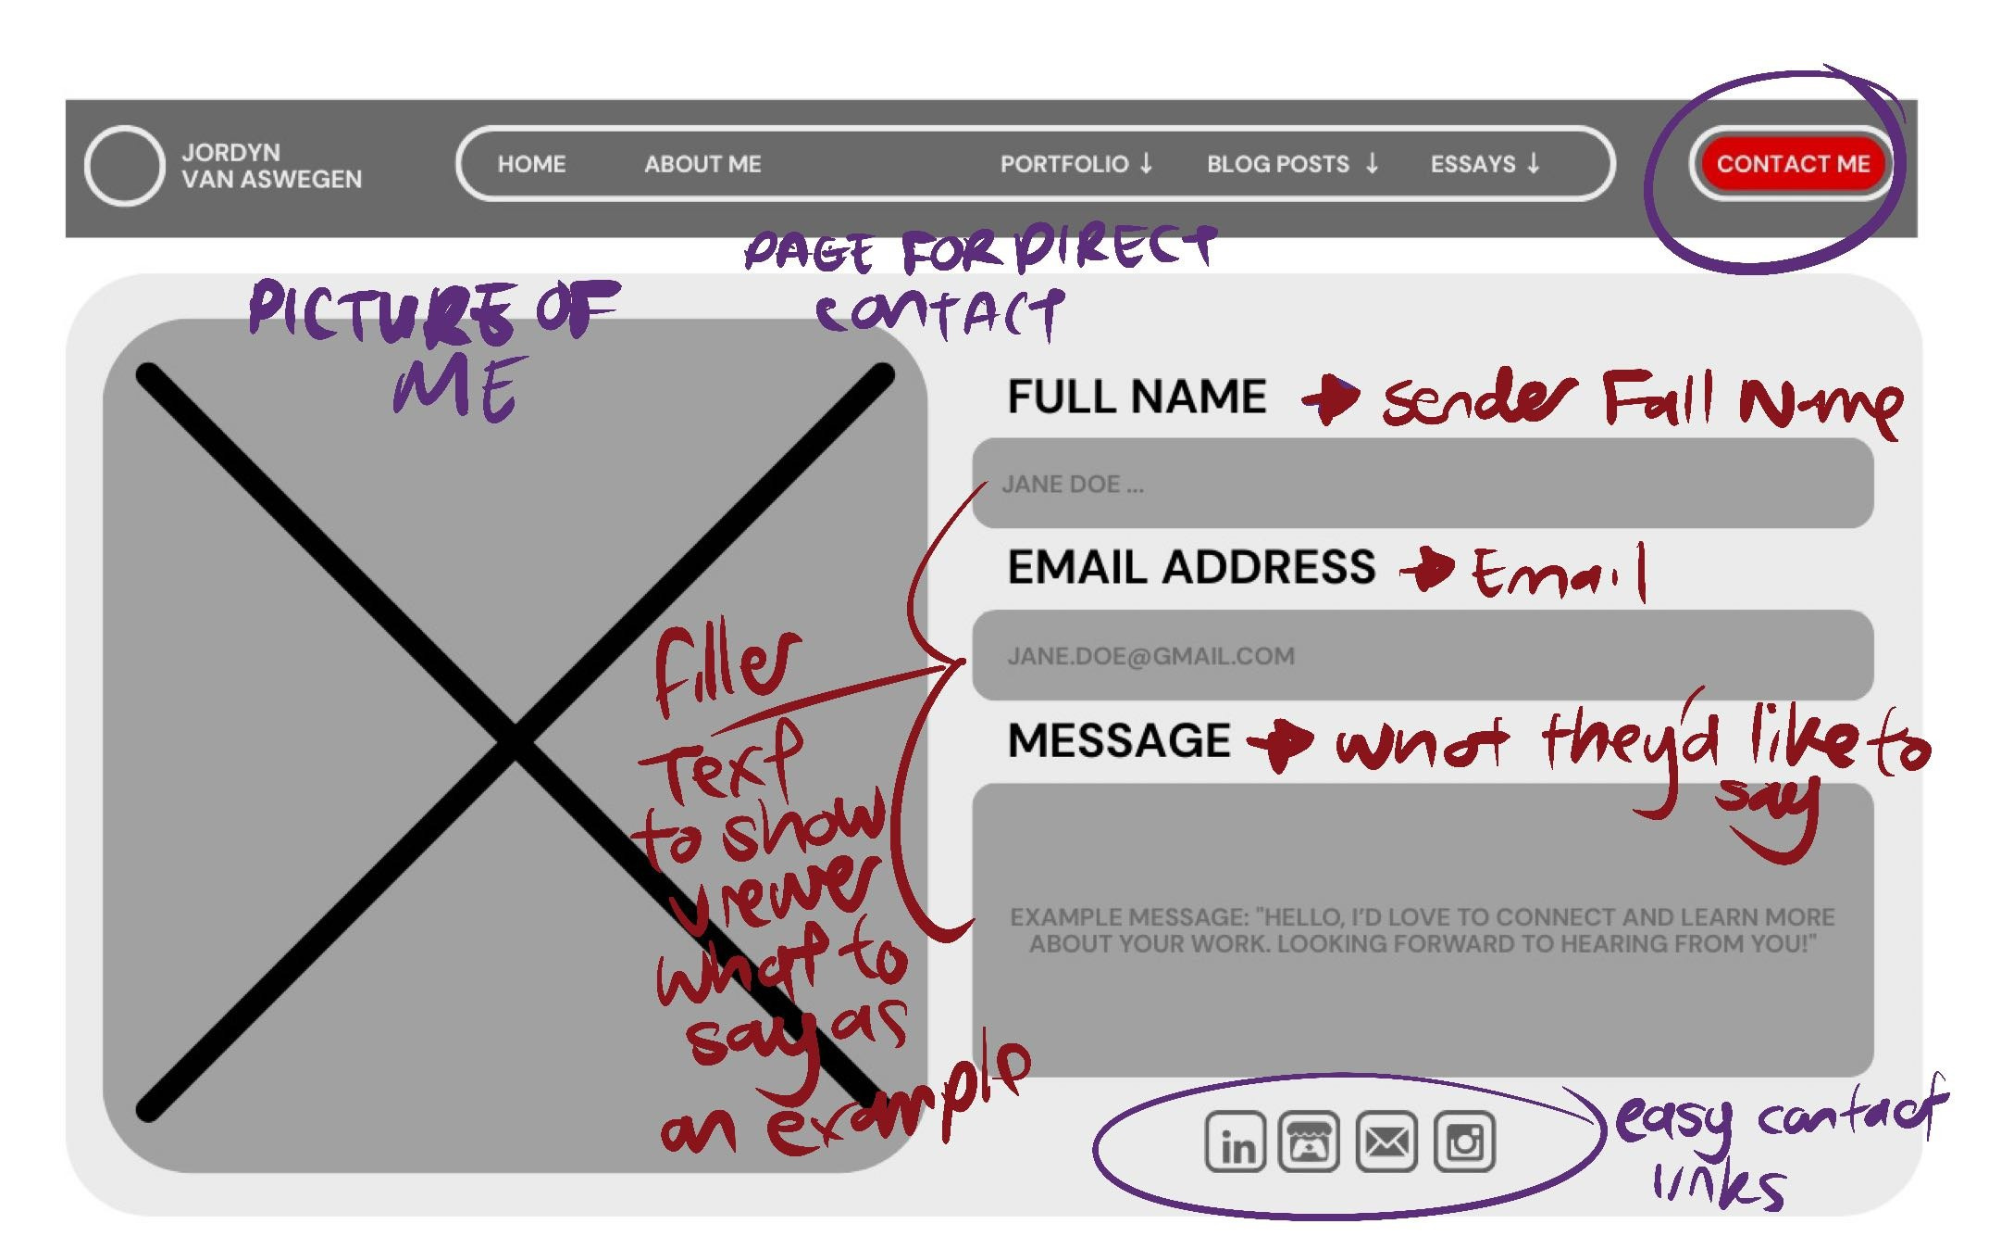 JORDYN
VAN ASWEGEN
HOME ABOUT ME PORTFOLIO ↓ BLOG POSTS ↓ ESSAYS ↓
CONTACT ME
PAGE FOR DIRECT
contACT
PICTURE OF
ME
FULL NAME → sender Full Name
JANE DOE ...
EMAIL ADDRESS → Email
JANE.DOE@GMAIL.COM
MESSAGE → what they'd like to
say
EXAMPLE MESSAGE: "HELLO, I'D LOVE TO CONNECT AND LEARN MORE
ABOUT YOUR WORK. LOOKING FORWARD TO HEARING FROM YOU!"
filler
Text
to show
viewer
what to
say as
an example
in
easy contact
links